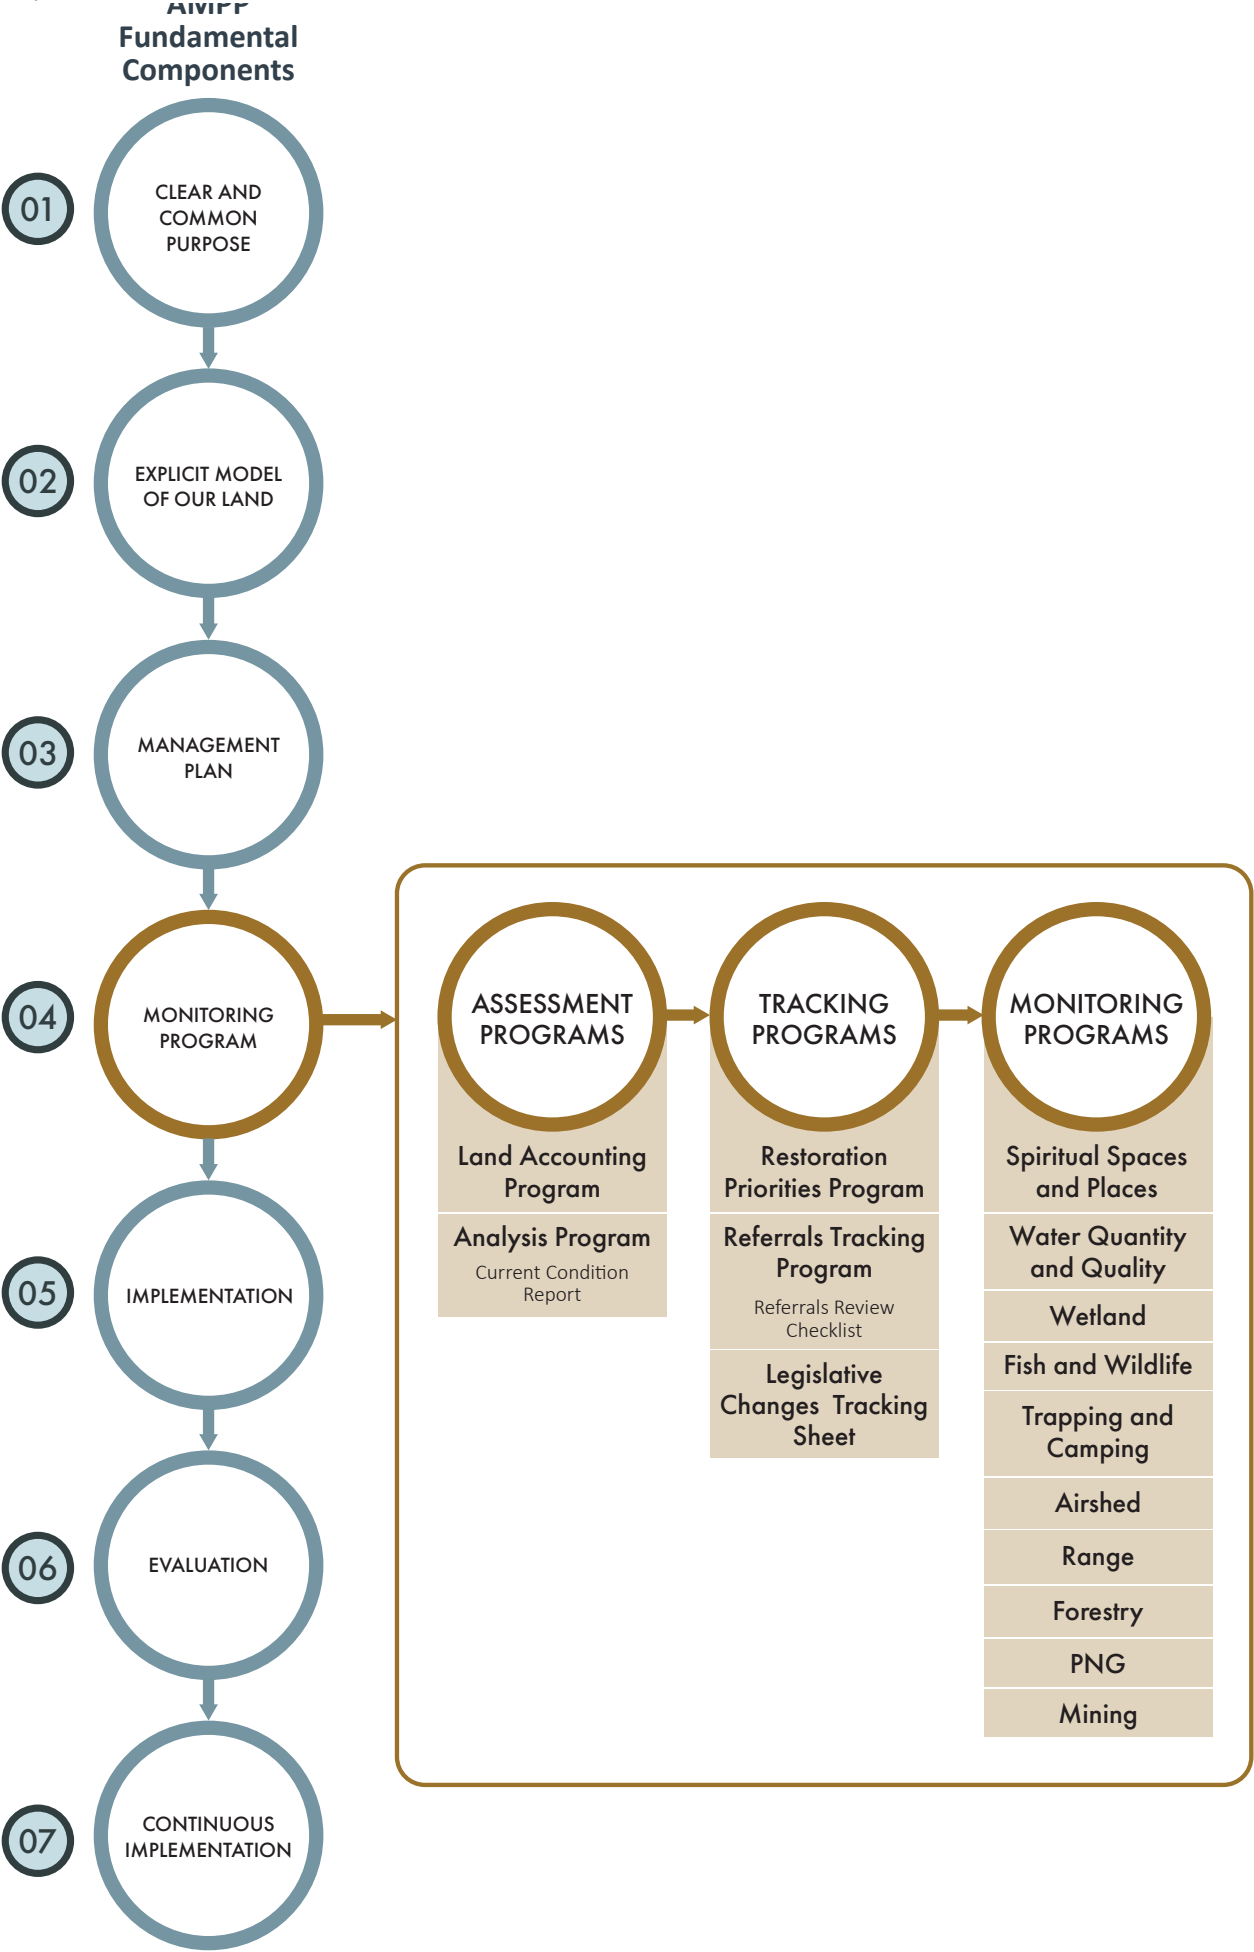 AMPP
Fundamental
Components
01
CLEAR AND
COMMON
PURPOSE
02
EXPLICIT MODEL
OF OUR LAND
03
MANAGEMENT
PLAN
04
MONITORING
PROGRAM
ASSESSMENT
PROGRAMS
Land Accounting
Program
Analysis Program
Current Condition
Report
TRACKING
PROGRAMS
Restoration
Priorities Program
Referrals Tracking
Program
Referrals Review
Checklist
Legislative
Changes  Tracking
Sheet
MONITORING
PROGRAMS
Spiritual Spaces
and Places
Water Quantity
and Quality
Wetland
Fish and Wildlife
Trapping and
Camping
Airshed
Range
Forestry
PNG
Mining
05
IMPLEMENTATION
06
EVALUATION
07
CONTINUOUS
IMPLEMENTATION